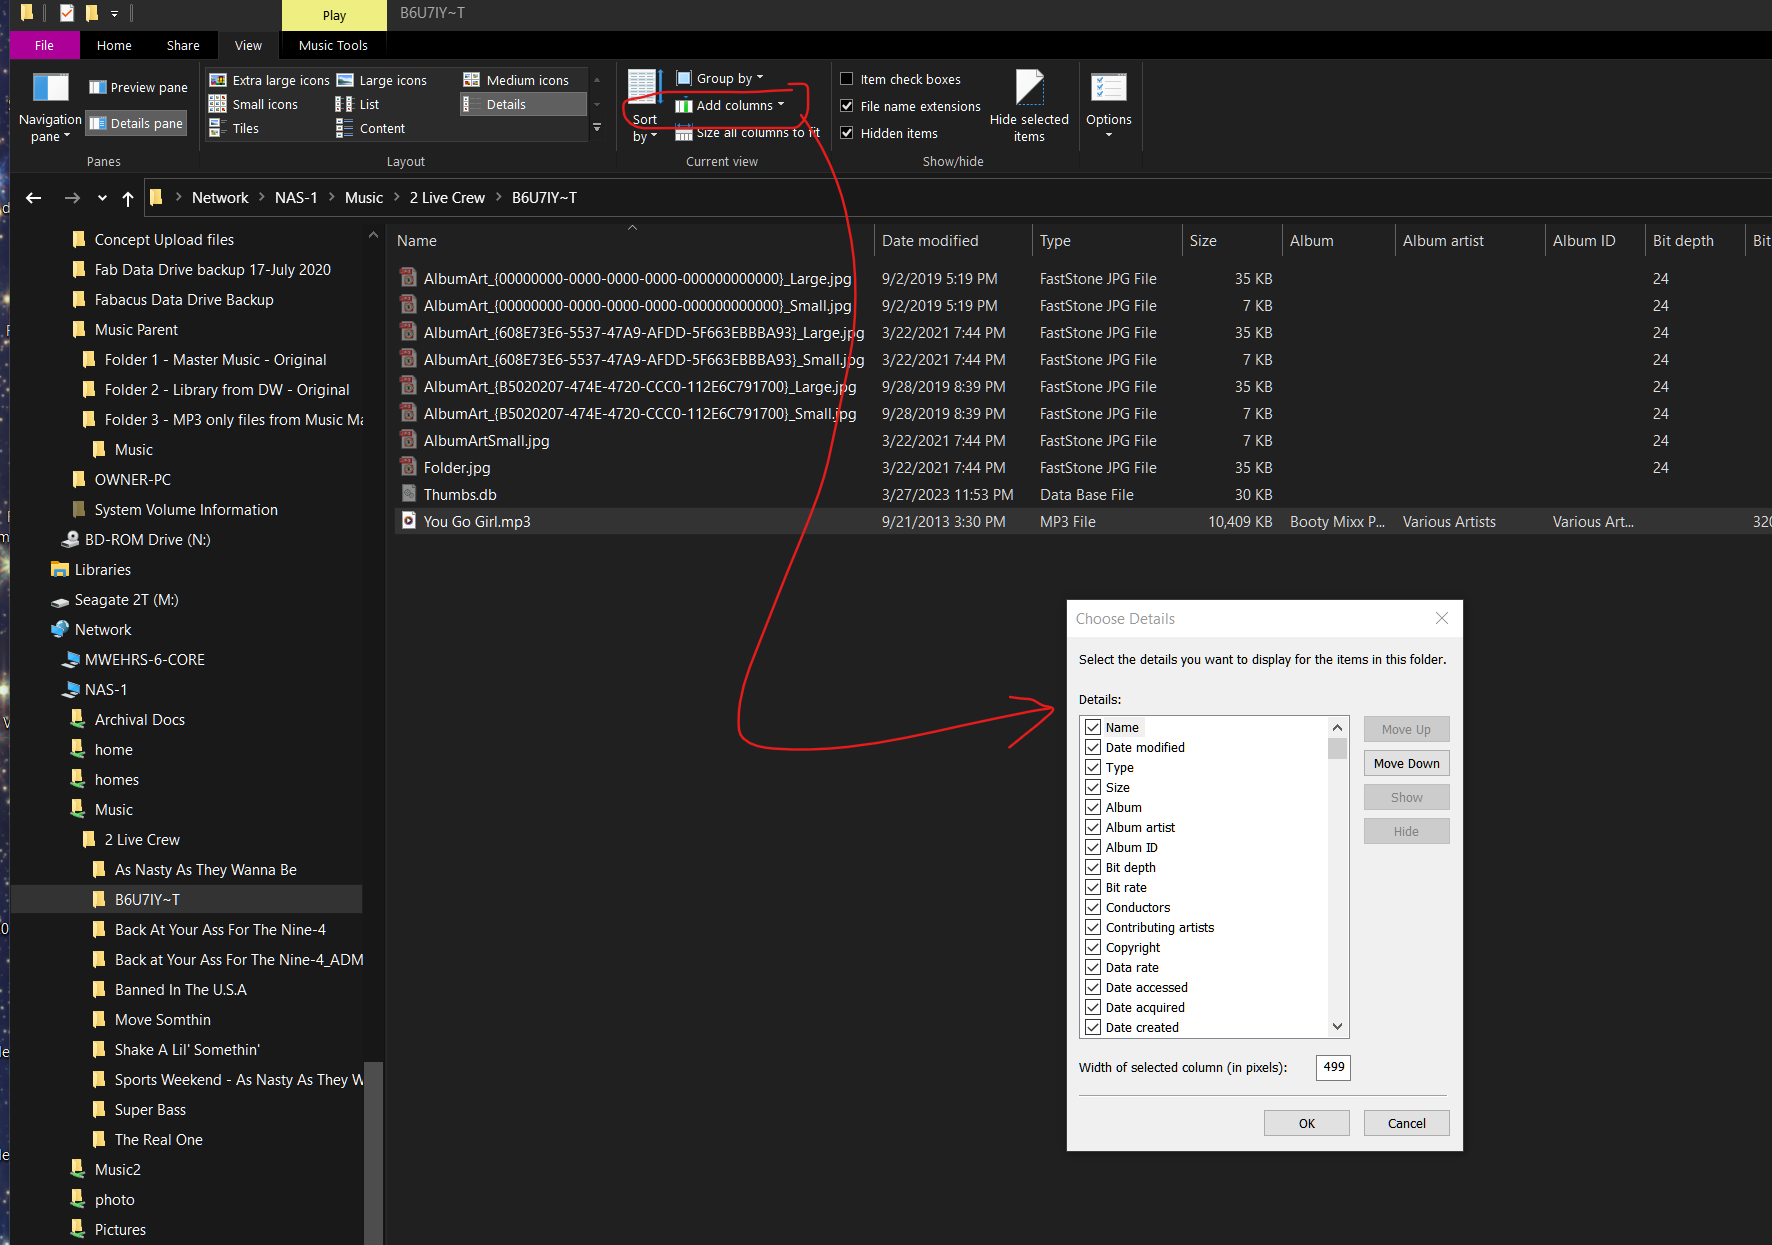 Play B6U7IY~T
File Home Share View Music Tools
Navigation pane
Preview pane
Details pane
Panes
Extra large icons Large icons Medium icons
Small icons List Details
Tiles Content
Layout
Sort by
Group by
Add columns
Size all columns to fit
Current view
Item check boxes
File name extensions
Hidden items
Hide selected items
Show/hide
Options
Network > NAS-1 > Music > 2 Live Crew > B6U7IY~T
Concept Upload files
Fab Data Drive backup 17-July 2020
Fabacus Data Drive Backup
Music Parent
Folder 1 - Master Music - Original
Folder 2 - Library from DW - Original
Folder 3 - MP3 only files from Music Ma
Music
OWNER-PC
System Volume Information
BD-ROM Drive (N:)
Libraries
Seagate 2T (M:)
Network
MWEHRS-6-CORE
NAS-1
Archival Docs
home
homes
Music
2 Live Crew
As Nasty As They Wanna Be
B6U7IY~T
Back At Your Ass For The Nine-4
Back at Your Ass For The Nine-4_ADM
Banned In The U.S.A
Move Somthin
Shake A Lil' Somethin'
Sports Weekend - As Nasty As They W
Super Bass
The Real One
Music2
photo
Pictures
Name Date modified Type Size Album Album artist Album ID Bit depth Bit
AlbumArt_{00000000-0000-0000-0000-000000000000}_Large.jpg 9/2/2019 5:19 PM FastStone JPG File 35 KB 24
AlbumArt_{00000000-0000-0000-0000-000000000000}_Small.jpg 9/2/2019 5:19 PM FastStone JPG File 7 KB 24
AlbumArt_{608E73E6-5537-47A9-AFDD-5F663EBBBA93}_Large.jpg 3/22/2021 7:44 PM FastStone JPG File 35 KB 24
AlbumArt_{608E73E6-5537-47A9-AFDD-5F663EBBBA93}_Small.jpg 3/22/2021 7:44 PM FastStone JPG File 7 KB 24
AlbumArt_{B5020207-474E-4720-CCC0-112E6C791700}_Large.jpg 9/28/2019 8:39 PM FastStone JPG File 35 KB 24
AlbumArt_{B5020207-474E-4720-CCC0-112E6C791700}_Small.jpg 9/28/2019 8:39 PM FastStone JPG File 7 KB 24
AlbumArtSmall.jpg 3/22/2021 7:44 PM FastStone JPG File 7 KB 24
Folder.jpg 3/22/2021 7:44 PM FastStone JPG File 35 KB 24
Thumbs.db 3/27/2023 11:53 PM Data Base File 30 KB
You Go Girl.mp3 9/21/2013 3:30 PM MP3 File 10,409 KB Booty Mixx P... Various Artists Various Art... 320
Choose Details
Select the details you want to display for the items in this folder.
Details:
Name
Date modified
Type
Size
Album
Album artist
Album ID
Bit depth
Bit rate
Conductors
Contributing artists
Copyright
Data rate
Date accessed
Date acquired
Date created
Move Up
Move Down
Show
Hide
Width of selected column (in pixels): 499
OK Cancel